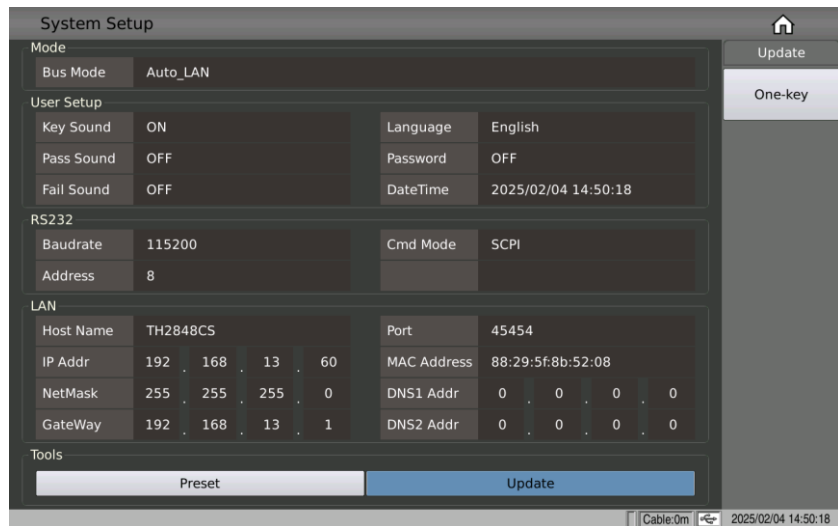 System Setup
Mode
Bus Mode Auto_LAN
User Setup
Key Sound ON Language English
Pass Sound OFF Password OFF
Fail Sound OFF DateTime 2025/02/04 14:50:18
RS232
Baudrate 115200 Cmd Mode SCPI
Address 8
LAN
Host Name TH2848CS Port 45454
IP Addr 192 . 168 . 13 . 60 MAC Address 88:29:5f:8b:52:08
NetMask 255 . 255 . 255 . 0 DNS1 Addr 0 . 0 . 0 . 0
GateWay 192 . 168 . 13 . 1 DNS2 Addr 0 . 0 . 0 . 0
Tools
Preset Update
Update
One-key
Cable:0m 2025/02/04 14:50:18